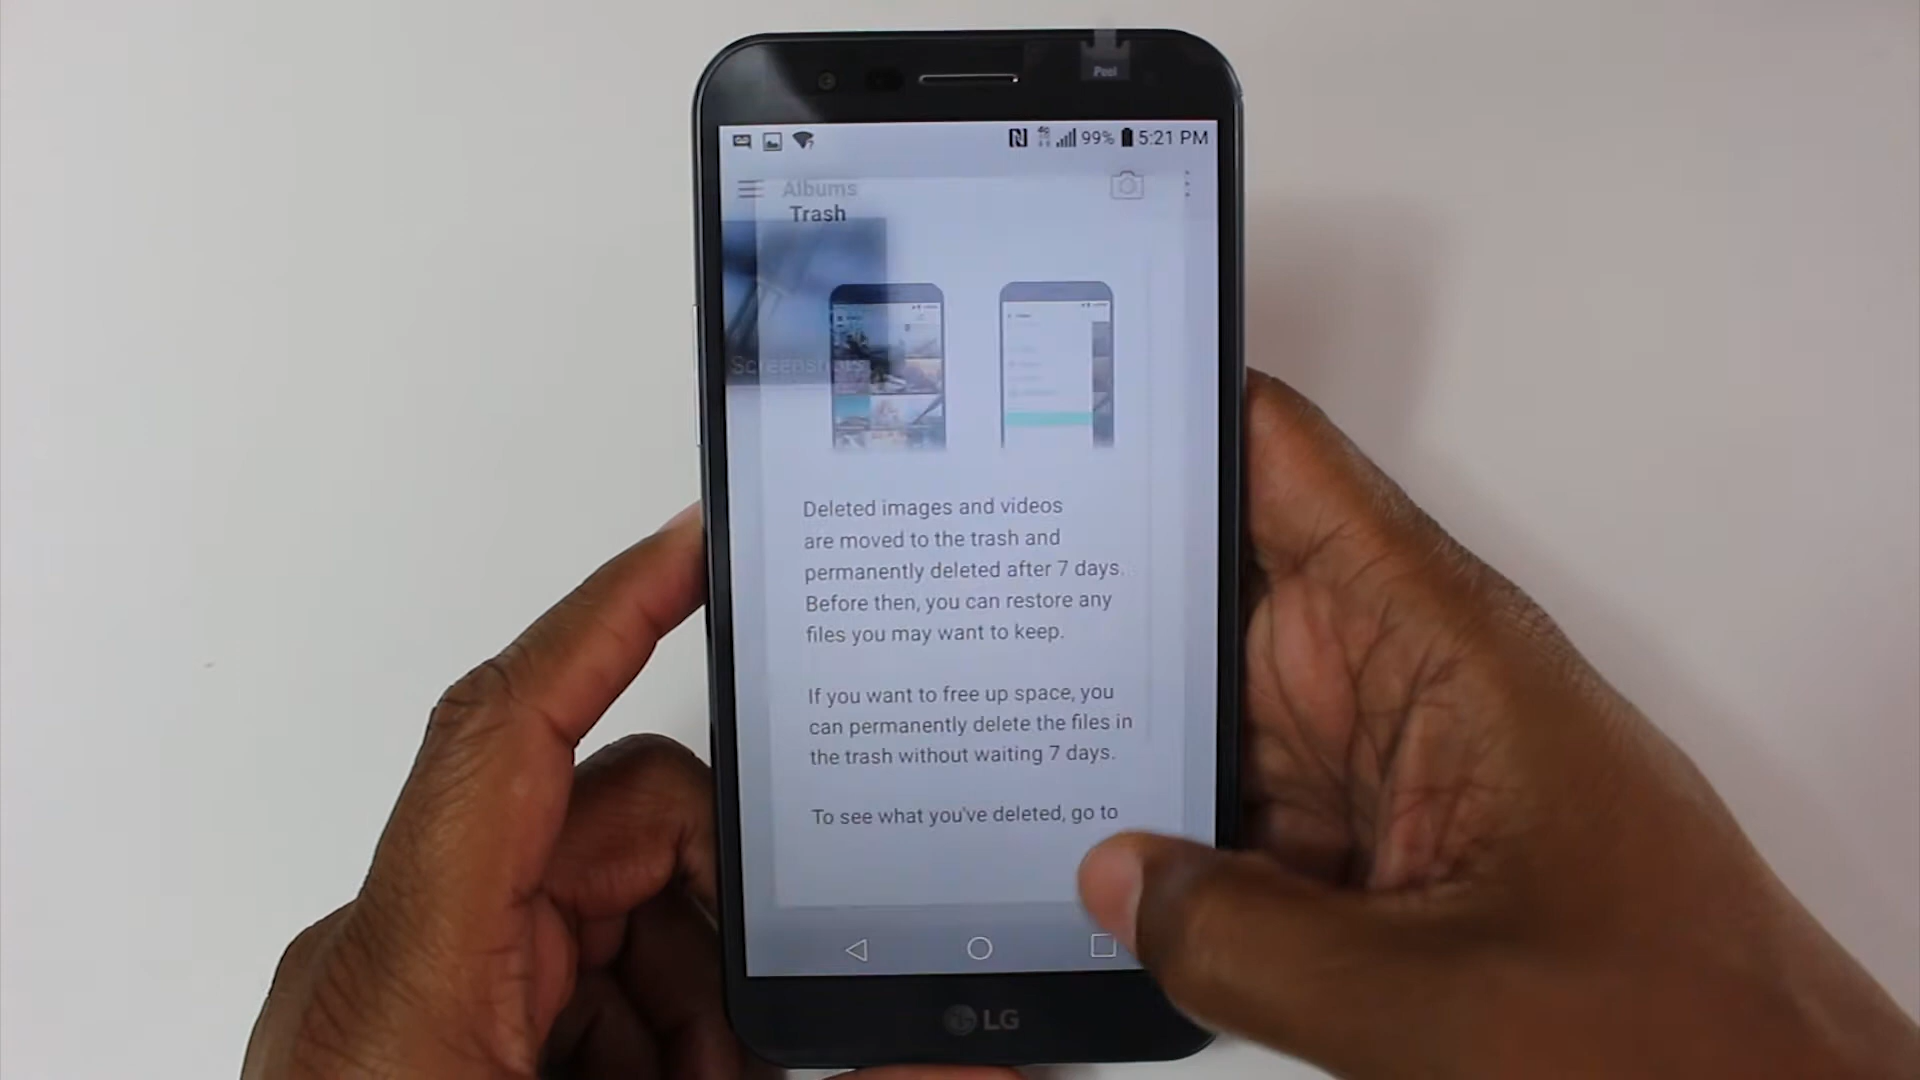 Peel
99% 5:21 PM
Albums
Trash
Screenshots
Deleted images and videos
are moved to the trash and
permanently deleted after 7 days.
Before then, you can restore any
files you may want to keep.
If you want to free up space, you
can permanently delete the files in
the trash without waiting 7 days.
To see what you've deleted, go to
LG